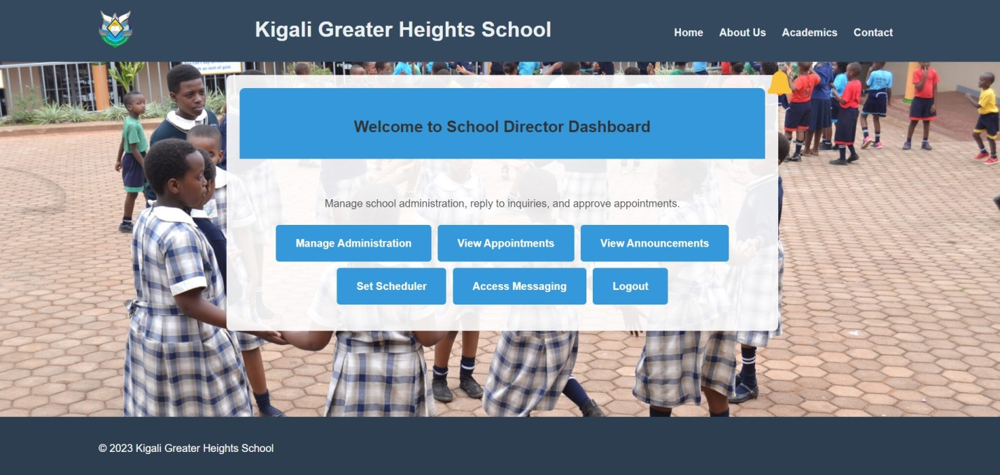 Kigali Greater Heights School
Home About Us Academics Contact
Welcome to School Director Dashboard
Manage school administration, reply to inquiries, and approve appointments.
Manage Administration View Appointments View Announcements
Set Scheduler Access Messaging Logout
© 2023 Kigali Greater Heights School